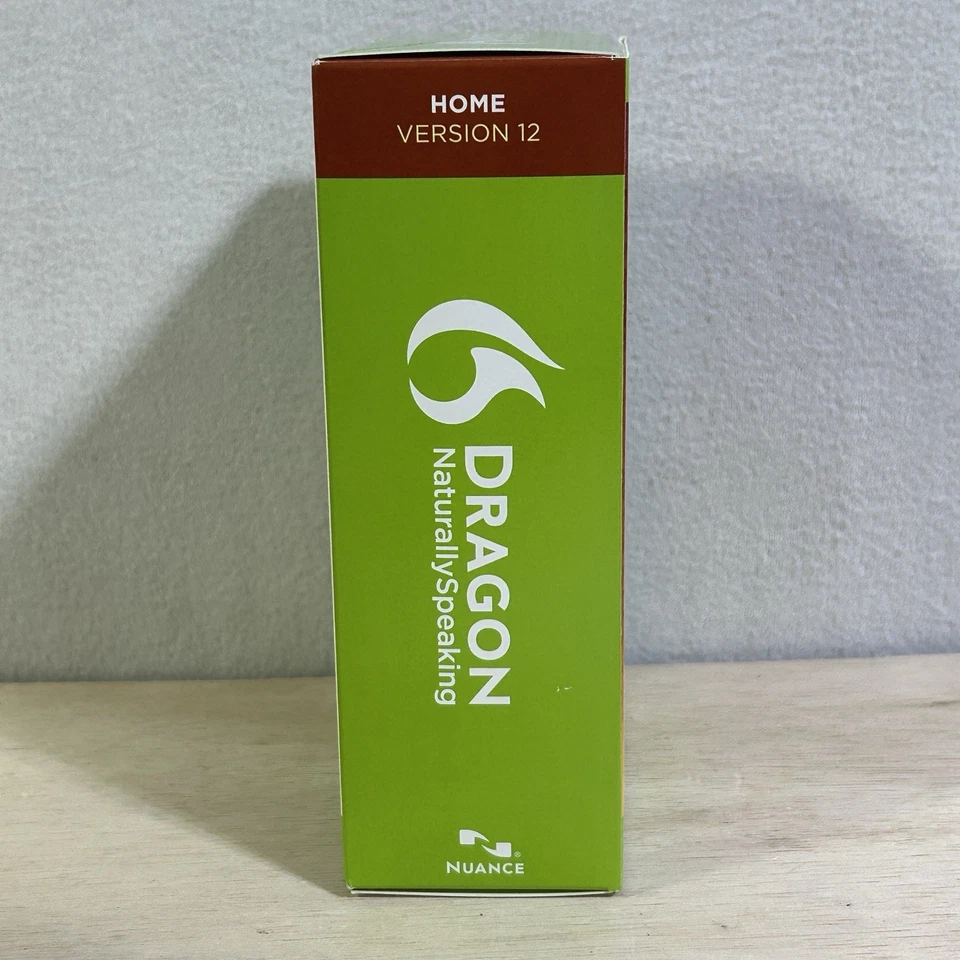 HOME
VERSION 12
DRAGON
NaturallySpeaking
NUANCE®